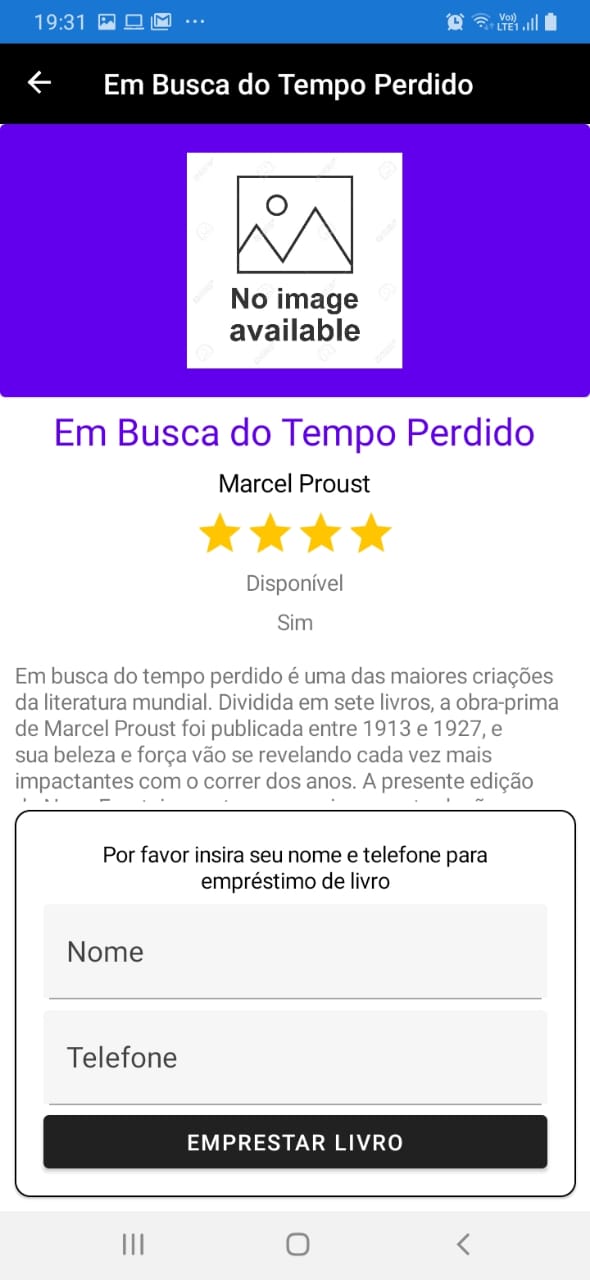 19:31
Vo)) LTE1
Em Busca do Tempo Perdido
No image
available
Em Busca do Tempo Perdido
Marcel Proust
Disponível
Sim
Em busca do tempo perdido é uma das maiores criações
da literatura mundial. Dividida em sete livros, a obra-prima
de Marcel Proust foi publicada entre 1913 e 1927, e
sua beleza e força vão se revelando cada vez mais
impactantes com o correr dos anos. A presente edição
Por favor insira seu nome e telefone para
empréstimo de livro
Nome
Telefone
EMPRESTAR LIVRO